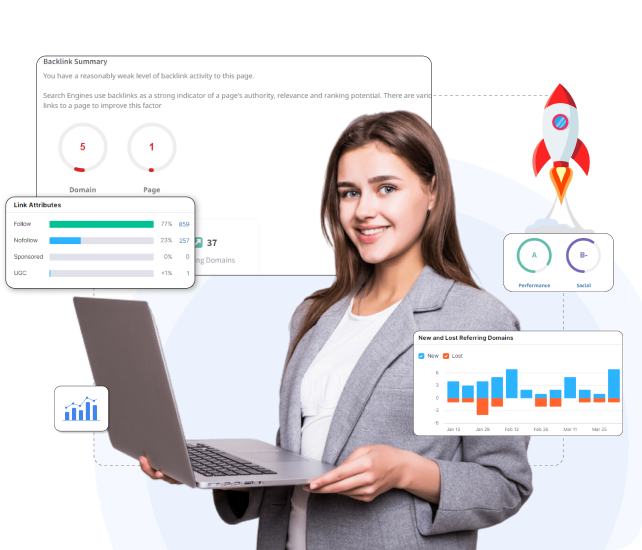 Backlink Summary
You have a reasonably weak level of backlink activity to this page.
Search Engines use backlinks as a strong indicator of a page's authority, relevance and ranking potential. There are vario
links to a page to improve this factor
5
1
Domain
Page
Link Attributes
Follow 77% 859
Nofollow 23% 257
Sponsored 0% 0
UGC <1% 1
37
ng Domains
A
B-
Performance
Social
New and Lost Referring Domains
New Lost
6
3
0
-3
-6
Jan 15 Jan 29 Feb 12 Feb 26 Mar 11 Mar 25